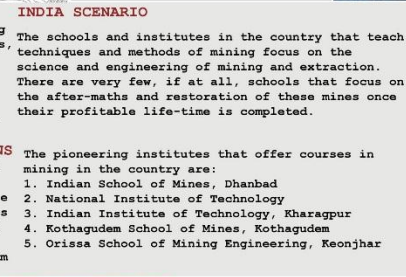 INDIA SCENARIO
The schools and institutes in the country that teach
techniques and methods of mining focus on the
science and engineering of mining and extraction.
There are very few, if at all, schools that focus on
the after-maths and restoration of these mines once
their profitable life-time is completed.
The pioneering institutes that offer courses in
mining in the country are:
1. Indian School of Mines, Dhanbad
2. National Institute of Technology
3. Indian Institute of Technology, Kharagpur
4. Kothagudem School of Mines, Kothagudem
5. Orissa School of Mining Engineering, Keonjhar